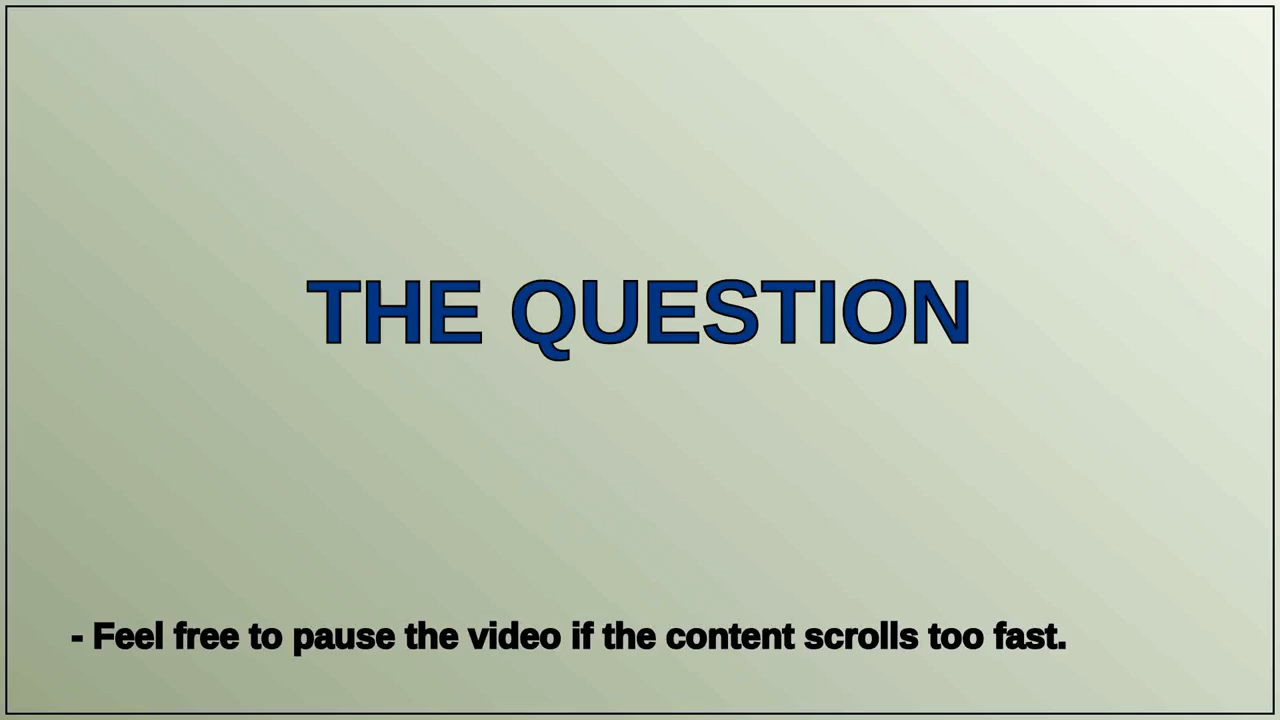 THE QUESTION
- Feel free to pause the video if the content scrolls too fast.